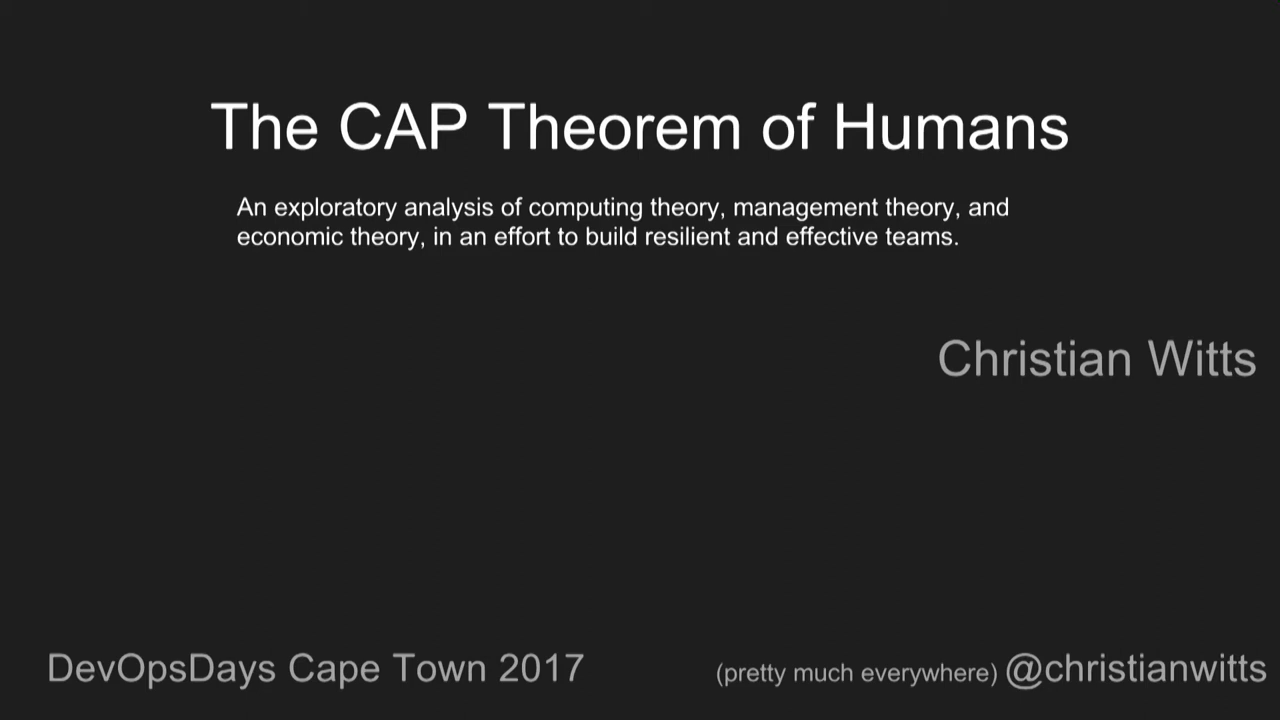 The CAP Theorem of Humans
An exploratory analysis of computing theory, management theory, and
economic theory, in an effort to build resilient and effective teams.
Christian Witts
DevOpsDays Cape Town 2017
(pretty much everywhere) @christianwitts